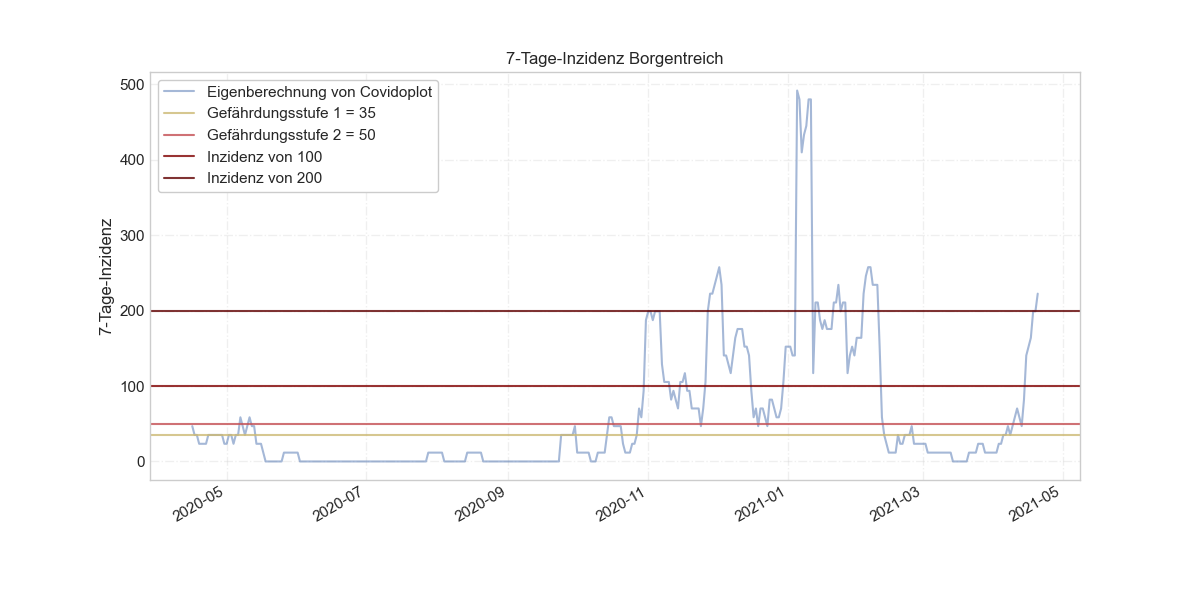 7-Tage-Inzidenz Borgentreich
Eigenberechnung von Covidoplot
Gefährdungsstufe 1 = 35
Gefährdungsstufe 2 = 50
Inzidenz von 100
Inzidenz von 200
7-Tage-Inzidenz
500
400
300
200
100
0
2020-05
2020-07
2020-09
2020-11
2021-01
2021-03
2021-05